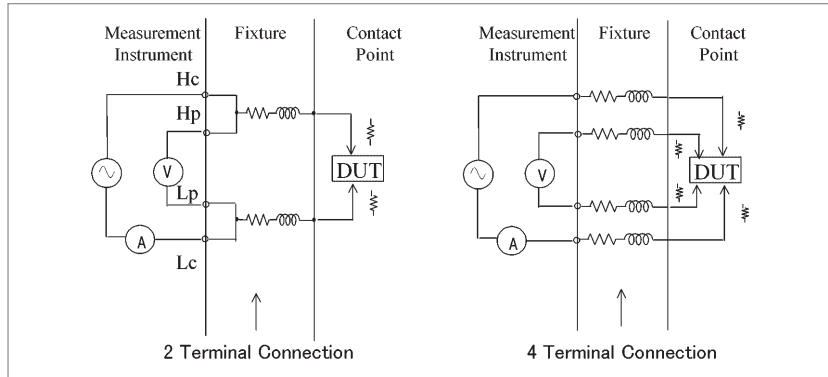 Measurement
Instrument
Fixture
Contact
Point
Hc
Hp
V
DUT
Lp
A
Lc
2 Terminal Connection
Measurement
Instrument
Fixture
Contact
Point
V
DUT
A
4 Terminal Connection